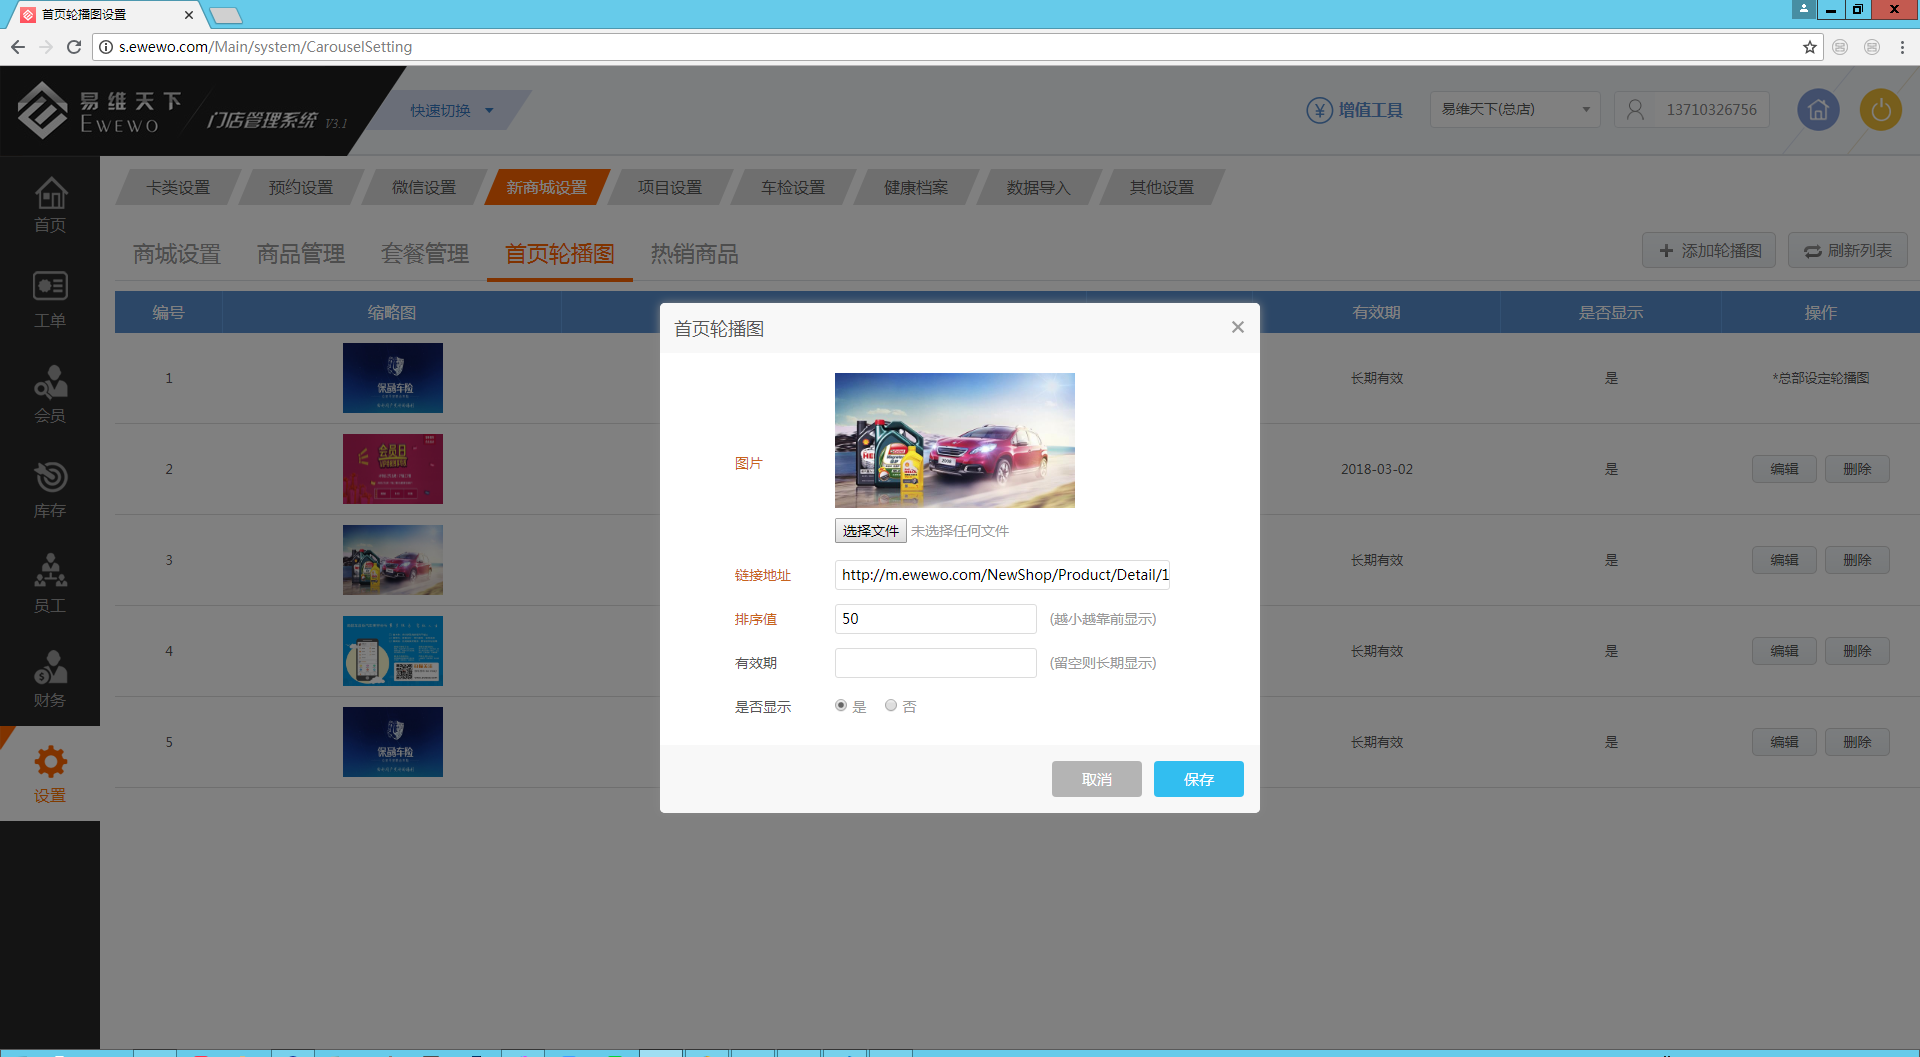 首页轮播图设置
s.ewewo.com/Main/system/CarouselSetting
易维天下
EWEWO
门店管理系统 V3.1
快速切换
增值工具
易维天下(总店)
13710326756
首页
工单
会员
库存
员工
财务
设置
卡类设置 预约设置 微信设置 新商城设置 项目设置 车检设置 健康档案 数据导入 其他设置
商城设置 商品管理 套餐管理 首页轮播图 热销商品
添加轮播图 刷新列表
编号 缩略图 有效期 是否显示 操作
1 长期有效 是 *总部设定轮播图
2 会员日 2018-03-02 是 编辑 删除
3 长期有效 是 编辑 删除
4 长期有效 是 编辑 删除
5 长期有效 是 编辑 删除
首页轮播图
图片
选择文件 未选择任何文件
链接地址 http://m.ewewo.com/NewShop/Product/Detail/1
排序值 50 (越小越靠前显示)
有效期 (留空则长期显示)
是否显示 是 否
取消 保存